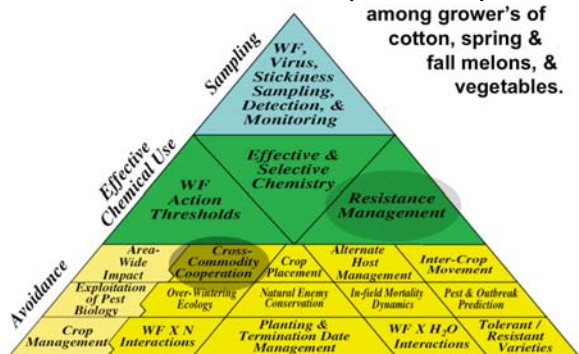 among grower's of
cotton, spring &
fall melons, &
vegetables.
Sampling
WF,
Virus,
Stickiness
Sampling,
Detection, &
Monitoring
Effective
Chemical Use
WF
Action
Thresholds
Effective &
Selective
Chemistry
Resistance
Management
Avoidance
Area-
Wide
Impact
Cross-
Commodity
Cooperation
Crop
Placement
Alternate
Host
Management
Inter-Crop
Movement
Exploitation
of Pest
Biology
Over-Wintering
Ecology
Natural Enemy
Conservation
In-field Mortality
Dynamics
Pest & Outbreak
Prediction
Crop
Management
WF X N
Interactions
Planting &
Termination Date
Management
WF X H₂O
Interactions
Tolerant /
Resistant
Varieties